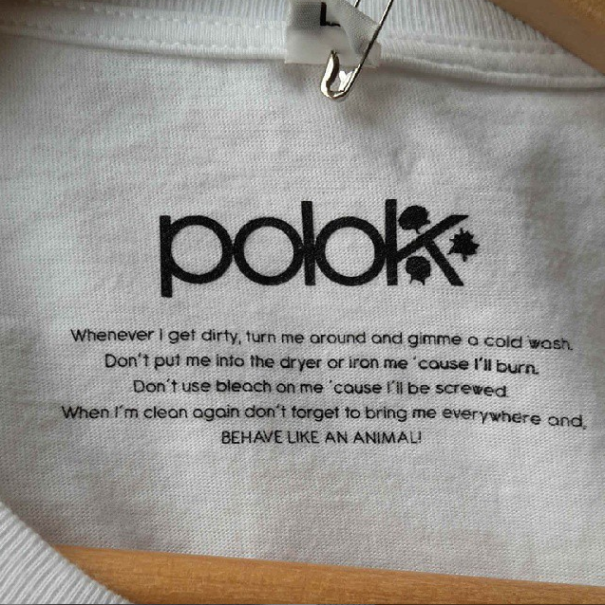 L
polok
Whenever I get dirty, turn me around and gimme a cold wash.
Don't put me into the dryer or iron me 'cause I'll burn.
Don't use bleach on me 'cause I'll be screwed
When I'm clean again don't forget to bring me everywhere and,
BEHAVE LIKE AN ANIMAL!